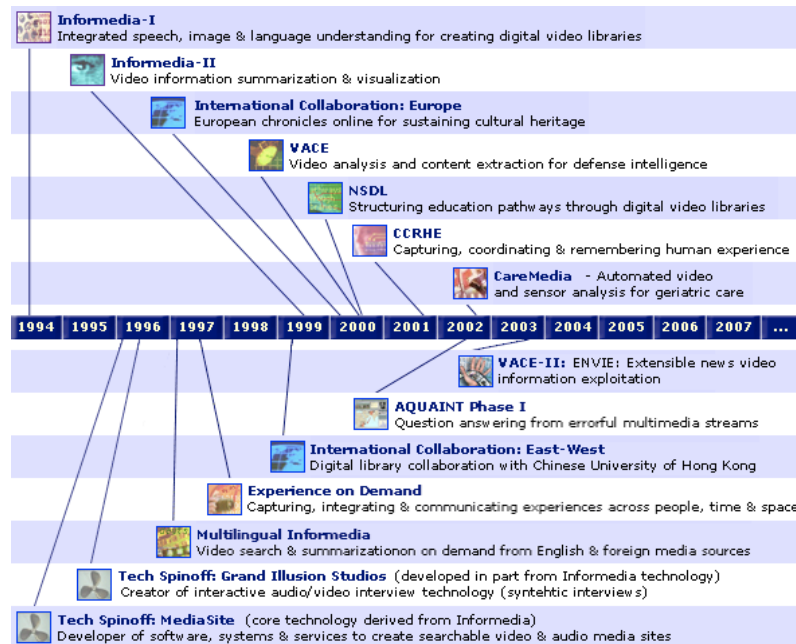 Informedia-I
Integrated speech, image & language understanding for creating digital video libraries
Informedia-II
Video information summarization & visualization
International Collaboration: Europe
European chronicles online for sustaining cultural heritage
VACE
Video analysis and content extraction for defense intelligence
NSDL
Structuring education pathways through digital video libraries
CCRHE
Capturing, coordinating & remembering human experience
CareMedia - Automated video
and sensor analysis for geriatric care
1994 1995 1996 1997 1998 1999 2000 2001 2002 2003 2004 2005 2006 2007 ...
VACE-II: ENVIE: Extensible news video
information exploitation
AQUAINT Phase I
Question answering from errorful multimedia streams
International Collaboration: East-West
Digital library collaboration with Chinese University of Hong Kong
Experience on Demand
Capturing, integrating & communicating experiences across people, time & space
Multilingual Informedia
Video search & summarizationon on demand from English & foreign media sources
Tech Spinoff: Grand Illusion Studios (developed in part from Informedia technology)
Creator of interactive audio/video interview technology (syntehtic interviews)
Tech Spinoff: MediaSite (core technology derived from Informedia)
Developer of software, systems & services to create searchable video & audio media sites